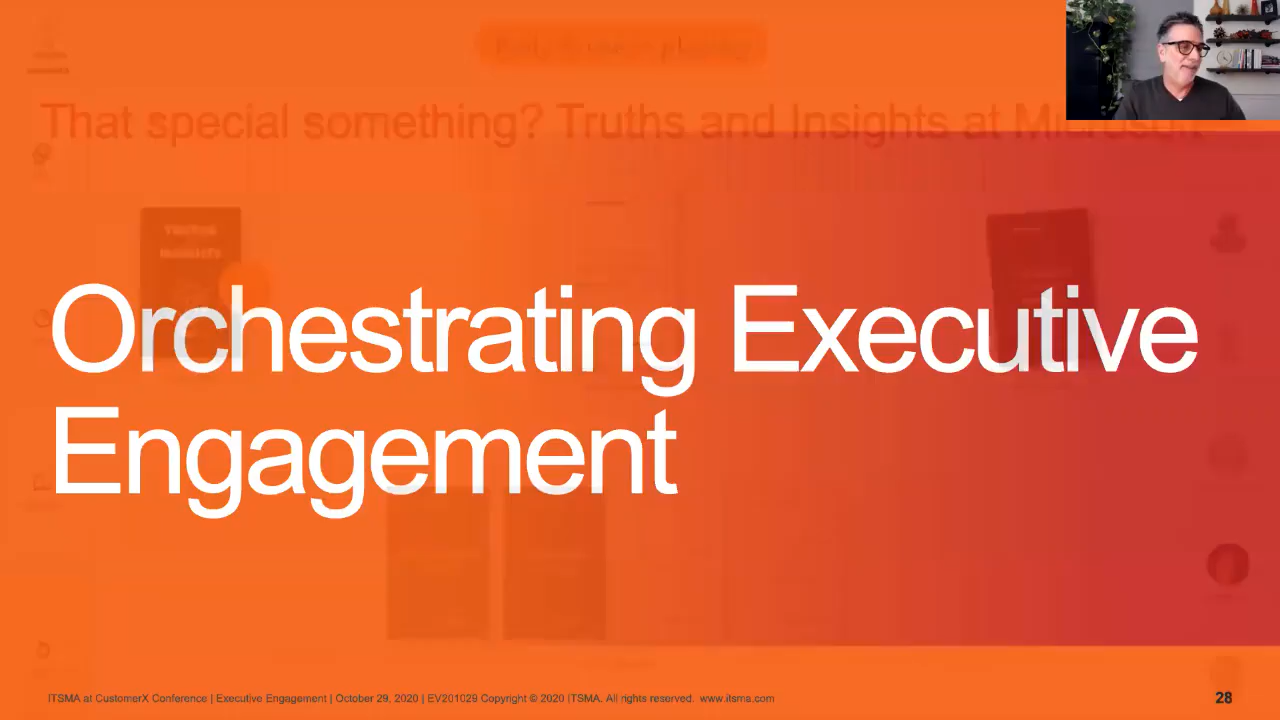 That special something? Truths and Insights at Microsoft
Orchestrating Executive
Engagement
ITSMA at CustomerX Conference | Executive Engagement | October 29, 2020 | EV201029 Copyright © 2020 ITSMA. All rights reserved. www.itsma.com
28